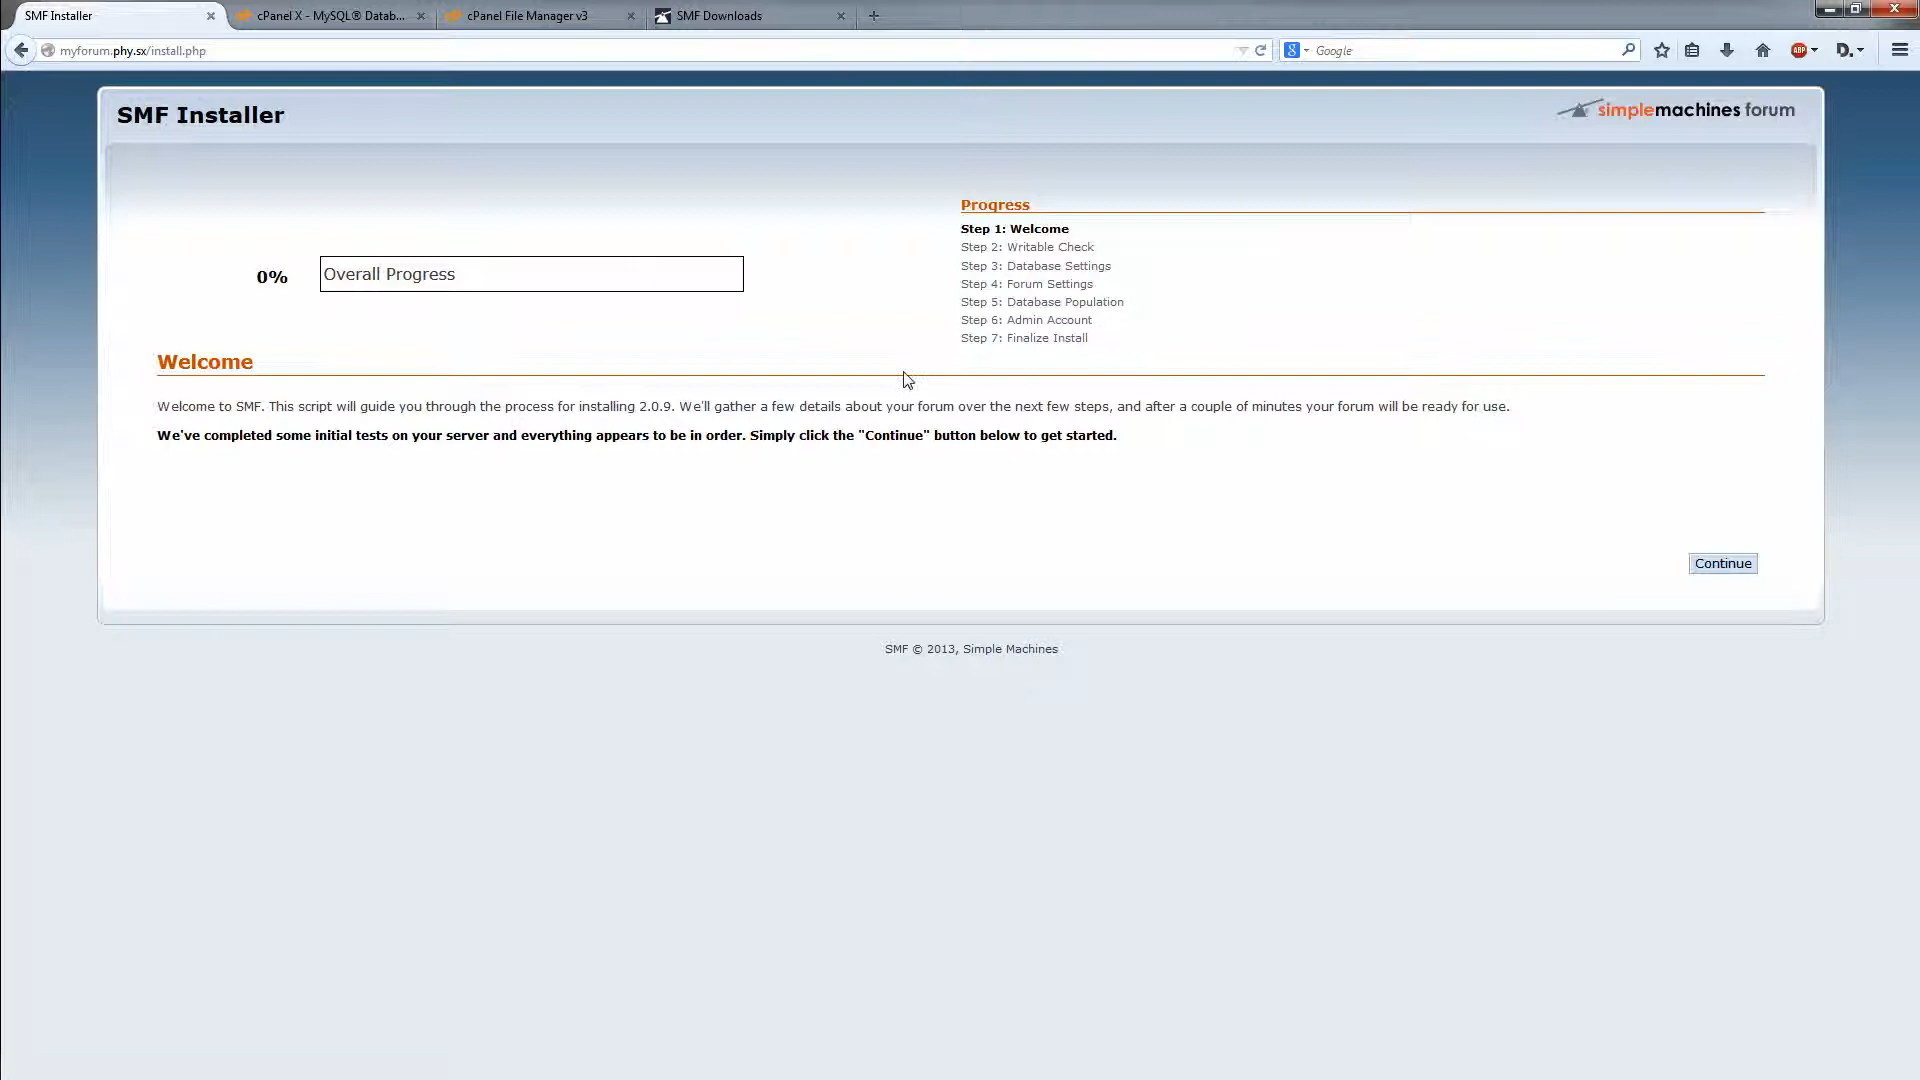 SMF Installer
cPanel X - MySQL® Datab...
cPanel File Manager v3
SMF Downloads
myforum.phy.sx/install.php
Google
ABP
D.
SMF Installer
simplemachines forum
Progress
Step 1: Welcome
Step 2: Writable Check
Step 3: Database Settings
Step 4: Forum Settings
Step 5: Database Population
Step 6: Admin Account
Step 7: Finalize Install
0%
Overall Progress
Welcome
Welcome to SMF. This script will guide you through the process for installing 2.0.9. We'll gather a few details about your forum over the next few steps, and after a couple of minutes your forum will be ready for use.
We've completed some initial tests on your server and everything appears to be in order. Simply click the "Continue" button below to get started.
Continue
SMF © 2013, Simple Machines